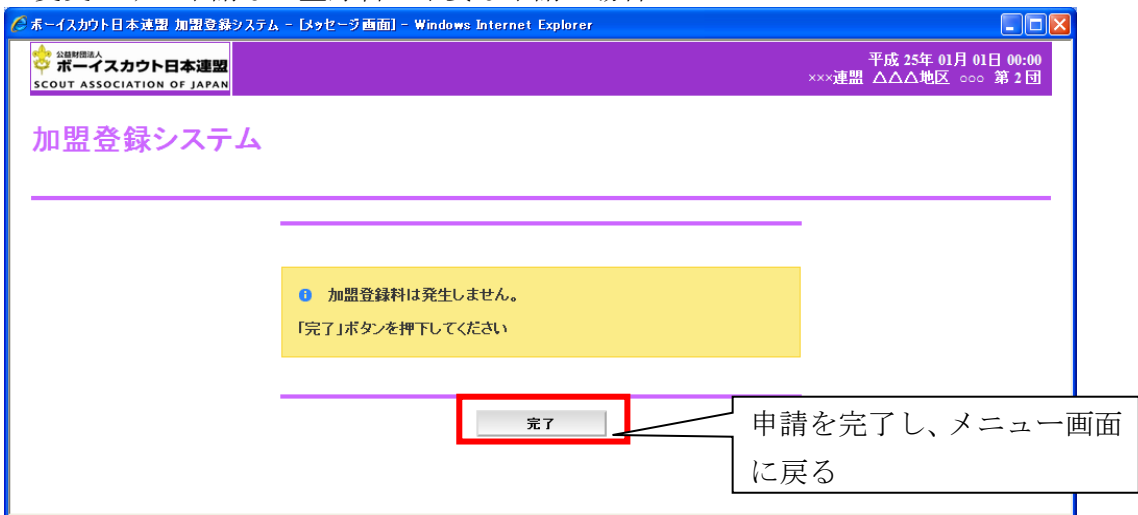 ボーイスカウト日本連盟 加盟登録システム - [メッセージ画面] - Windows Internet Explorer
公益財団法人
ボーイスカウト日本連盟
SCOUT ASSOCIATION OF JAPAN
平成 25年 01月 01日 00:00
×××連盟 △△△地区 ○○○ 第 2 団
加盟登録システム
加盟登録料は発生しません。
「完了」ボタンを押下してください
完了
申請を完了し、メニュー画面
に戻る